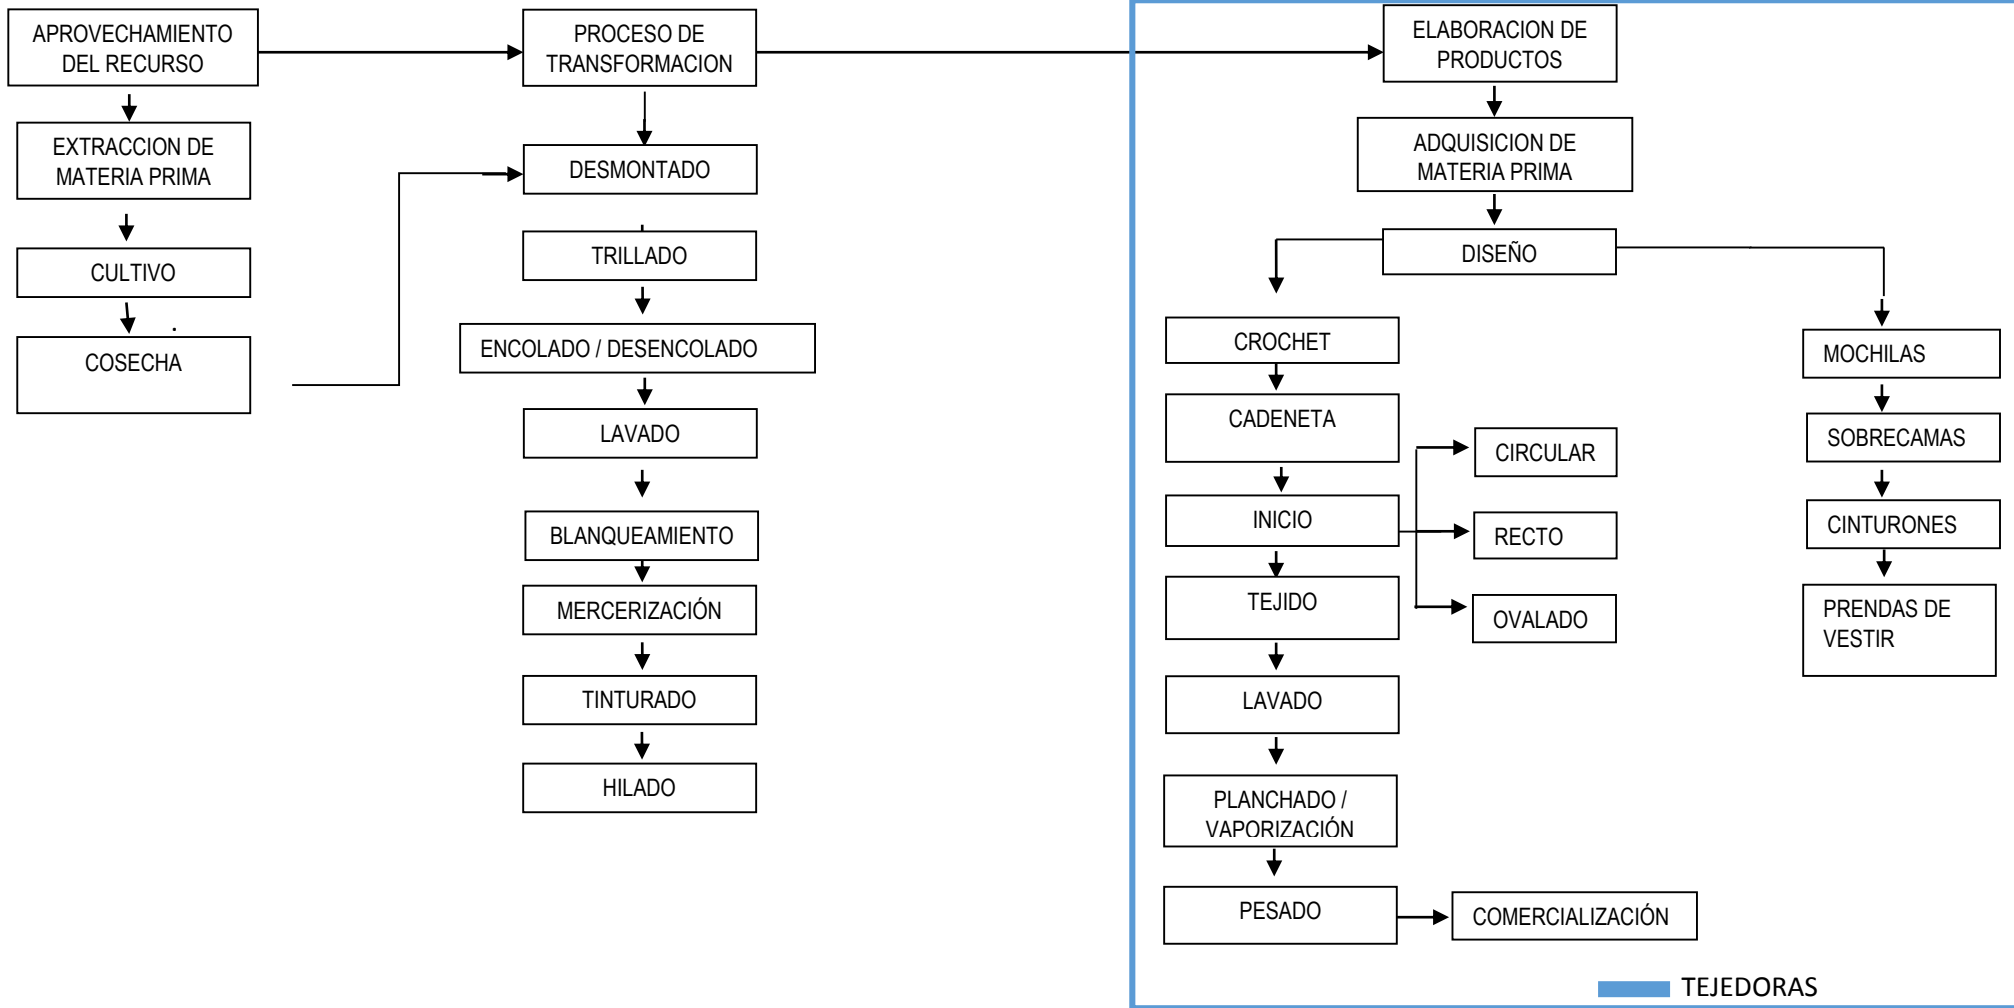 APROVECHAMIENTO
DEL RECURSO
EXTRACCION DE
MATERIA PRIMA
CULTIVO
COSECHA
PROCESO DE
TRANSFORMACION
DESMONTADO
TRILLADO
ENCOLADO / DESENCOLADO
LAVADO
BLANQUEAMIENTO
MERCERIZACIÓN
TINTURADO
HILADO
ELABORACION DE
PRODUCTOS
ADQUISICION DE
MATERIA PRIMA
DISEÑO
CROCHET
CADENETA
INICIO
TEJIDO
LAVADO
PLANCHADO /
VAPORIZACIÓN
PESADO
CIRCULAR
RECTO
OVALADO
COMERCIALIZACIÓN
MOCHILAS
SOBRECAMAS
CINTURONES
PRENDAS DE
VESTIR
TEJEDORAS